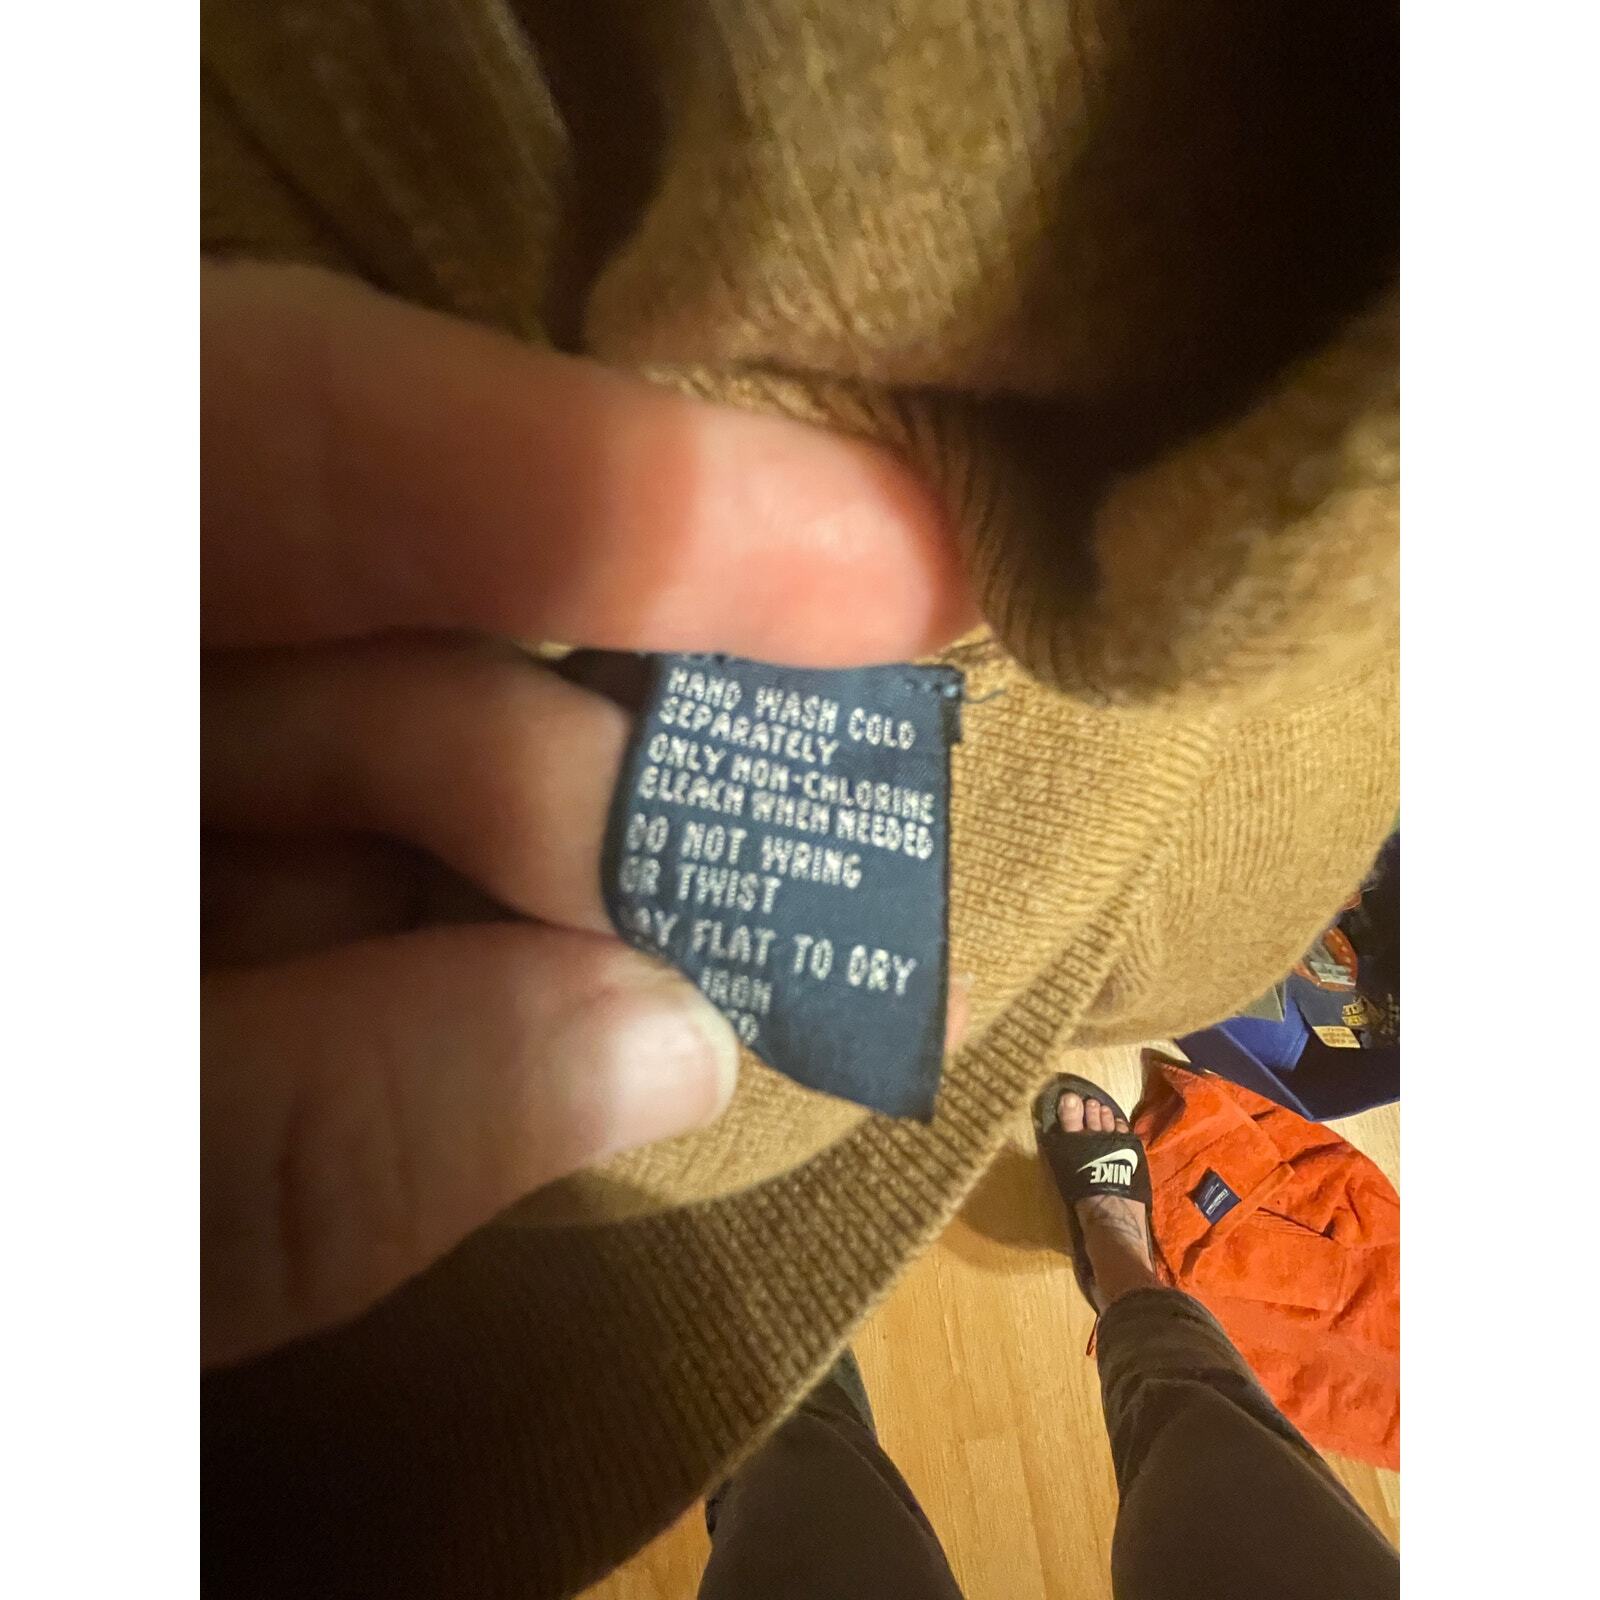 HAND WASH COLD
SEPARATELY
ONLY NON-CHLORINE
BLEACH WHEN NEEDED
DO NOT WRING
OR TWIST
AY FLAT TO DRY
IRON
NIKE